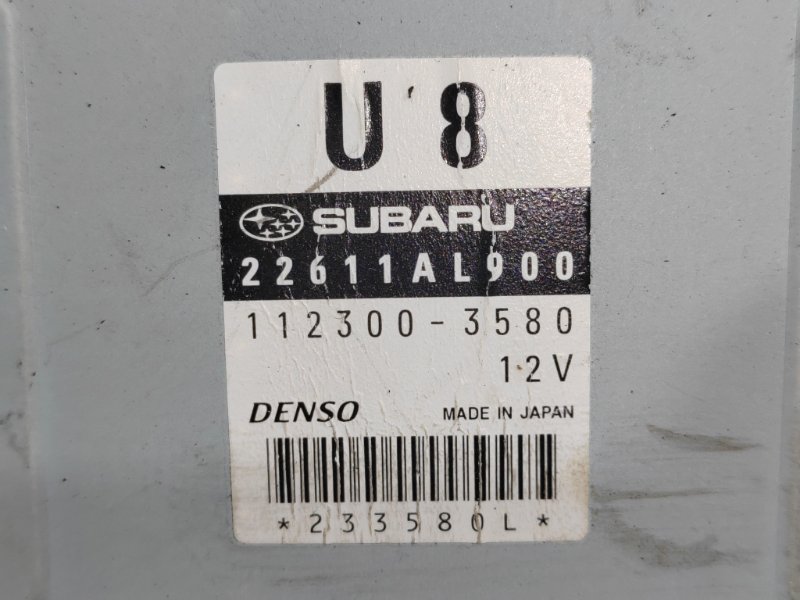 U 8
SUBARU
22611AL900
112300-3580
12V
DENSO MADE IN JAPAN
*233580L*